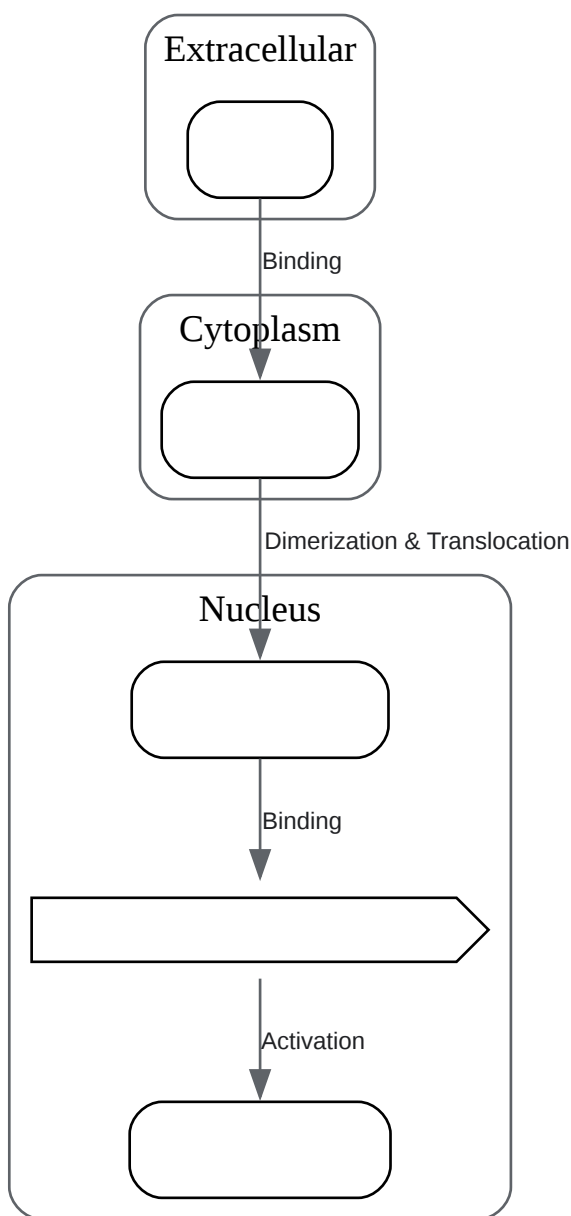 Extracellular
Binding
Cytoplasm
Dimerization & Translocation
Nucleus
Binding
Activation